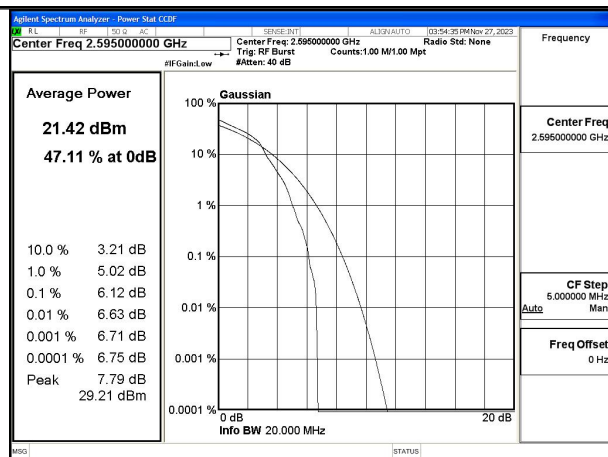 Agilent Spectrum Analyzer - Power Stat CCDF
LXI RL RF 50 Ω AC SENSE:INT ALIGN AUTO 03:54:35 PM Nov 27, 2023
Center Freq 2.595000000 GHz
Center Freq: 2.595000000 GHz Radio Std: None
Trig: RF Burst Counts:1.00 M/1.00 Mpt
#IFGain:Low #Atten: 40 dB
Frequency
Average Power
21.42 dBm
47.11 % at 0dB
10.0 % 3.21 dB
1.0 % 5.02 dB
0.1 % 6.12 dB
0.01 % 6.63 dB
0.001 % 6.71 dB
0.0001 % 6.75 dB
Peak 7.79 dB
29.21 dBm
Gaussian
100 %
10 %
1 %
0.1 %
0.01 %
0.001 %
0.0001 %
0 dB 20 dB
Info BW 20.000 MHz
Center Freq
2.595000000 GHz
CF Step
5.000000 MHz
Auto Man
Freq Offset
0 Hz
MSG STATUS